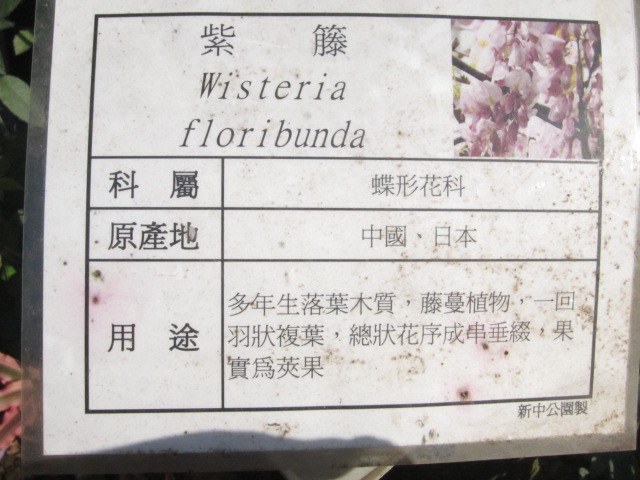 紫 籐
Wisteria
floribunda
科 屬 蝶形花科
原產地 中國、日本
用 途
多年生落葉木質，藤蔓植物，一回
羽狀複葉，總狀花序成串垂綴，果
實為莢果
新中公園製